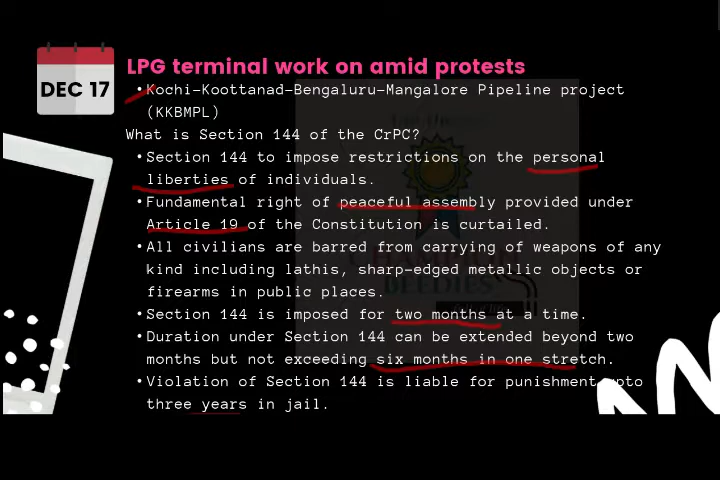 DEC 17
LPG terminal work on amid protests
•Kochi-Koottanad-Bengaluru-Mangalore Pipeline project
(KKBMPL)
What is Section 144 of the CrPC?
•Section 144 to impose restrictions on the personal
liberties of individuals.
•Fundamental right of peaceful assembly provided under
Article 19 of the Constitution is curtailed.
•All civilians are barred from carrying of weapons of any
kind including lathis, sharp-edged metallic objects or
firearms in public places.
•Section 144 is imposed for two months at a time.
•Duration under Section 144 can be extended beyond two
months but not exceeding six months in one stretch.
•Violation of Section 144 is liable for punishment upto
three years in jail.